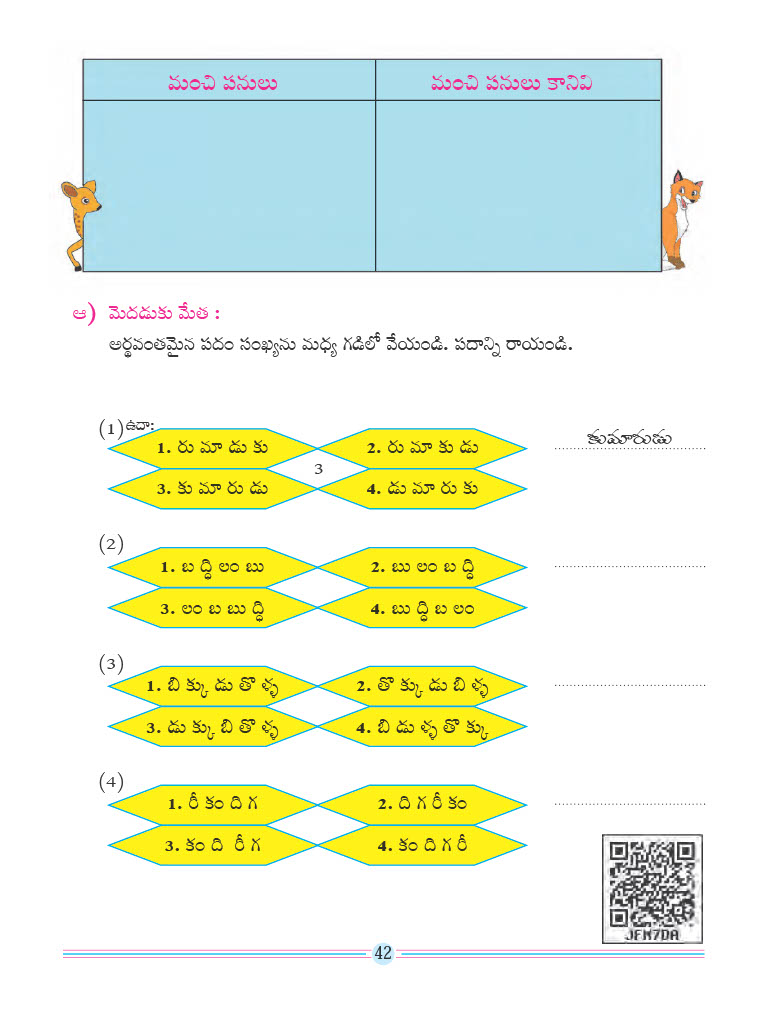 మంచి పనులు
మంచి పనులు కానివి
ఆ) మెదడుకు మేత :
అర్థవంతమైన పదం సంఖ్యను మధ్య గడిలో వేయండి. పదాన్ని రాయండి.
(1) ఉదా:
1. రు మా డు కు
2. రు మా కు డు
కుమారుడు
3
3. కు మా రు డు
4. డు మా రు కు
(2)
1. బ ద్ధి లం బు
2. బు లం బ ద్ధి
3. లం బ బు ద్ధి
4. బు ద్ధి బ లం
(3)
1. బి క్కు డు తొ ళ్ళ
2. తొ క్కు డు బి ళ్ళ
3. డు క్కు బి తొ ళ్ళ
4. బి డు ళ్ళ తొ క్కు
(4)
1. రీ కం ది గ
2. ది గ రీ కం
3. కం ది రీ గ
4. కం ది గ రీ
JFM7DA
42